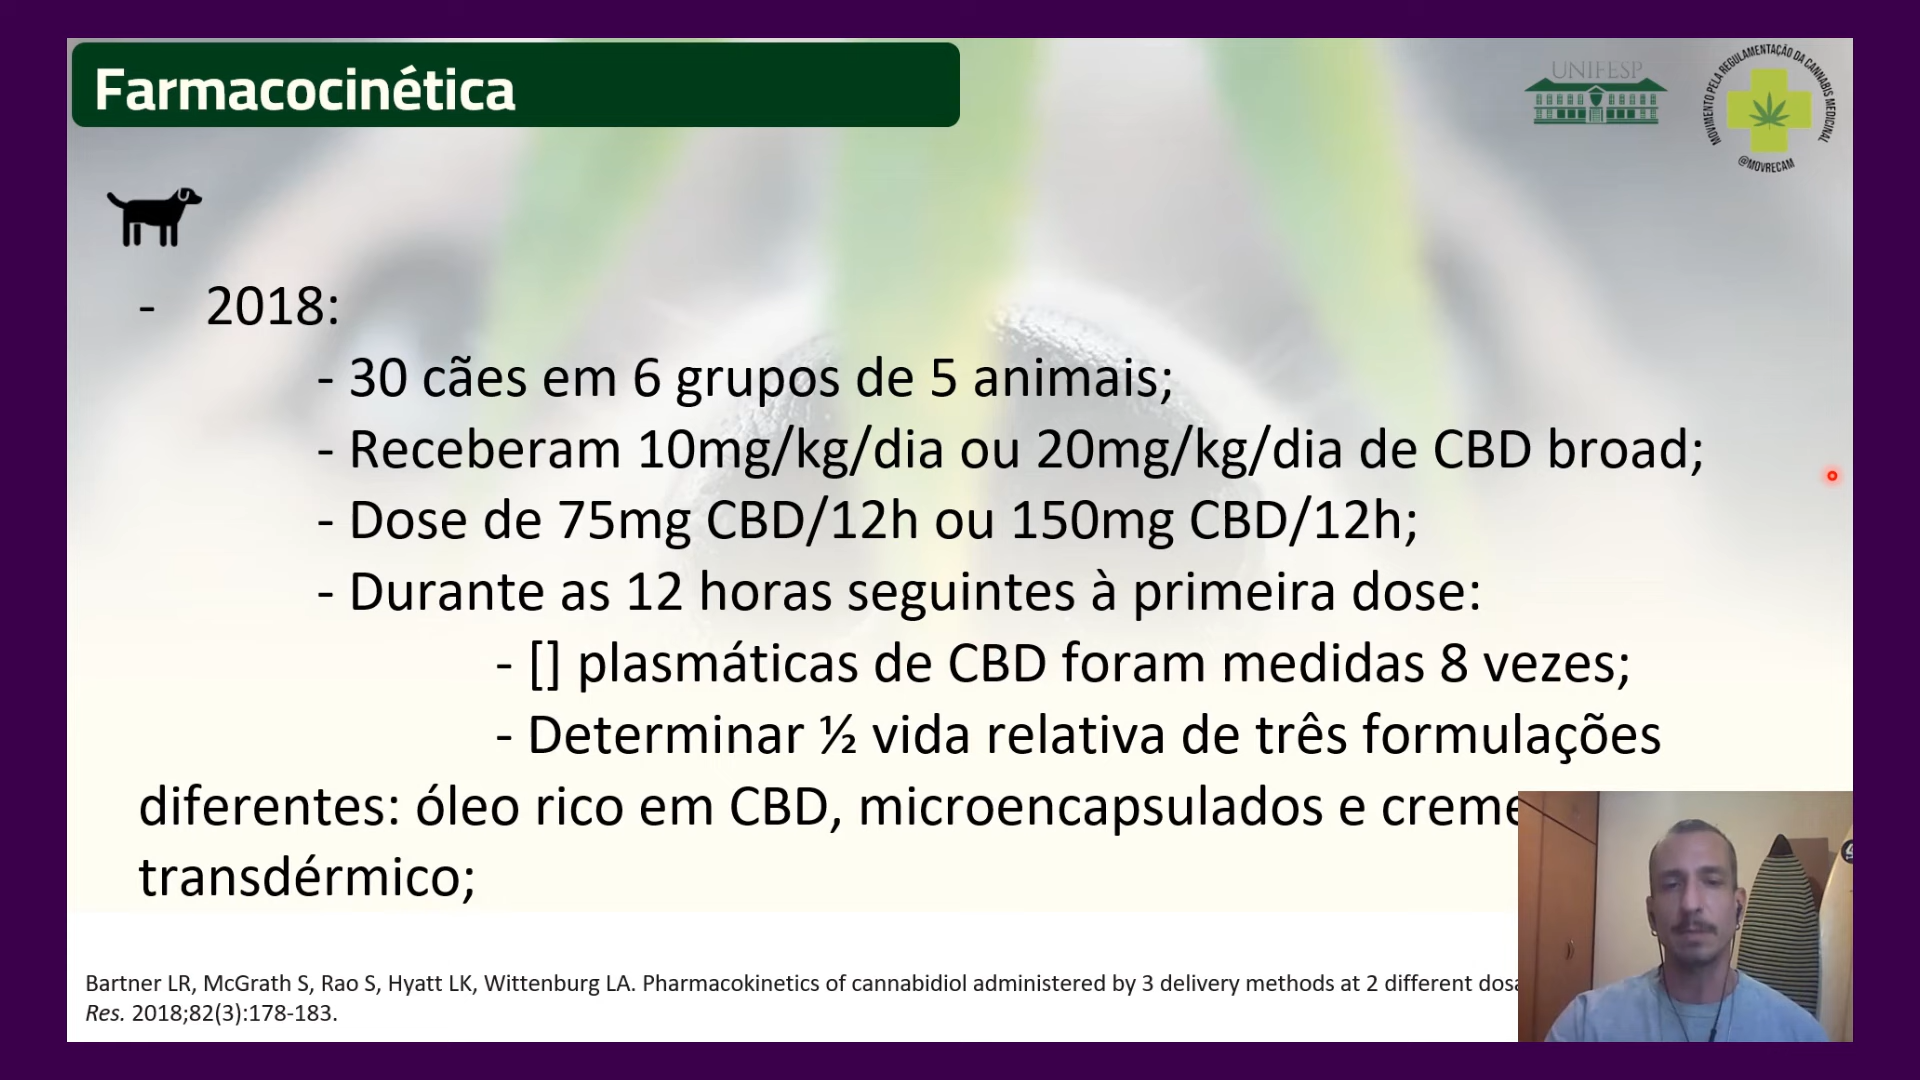 Farmacocinética
UNIFESP
MOVIMENTO PELA REGULAMENTAÇÃO DA CANNABIS MEDICINAL
@MOVRECAM
- 2018:
- 30 cães em 6 grupos de 5 animais;
- Receberam 10mg/kg/dia ou 20mg/kg/dia de CBD broad;
- Dose de 75mg CBD/12h ou 150mg CBD/12h;
- Durante as 12 horas seguintes à primeira dose:
- [] plasmáticas de CBD foram medidas 8 vezes;
- Determinar ½ vida relativa de três formulações
diferentes: óleo rico em CBD, microencapsulados e creme
transdérmico;
Bartner LR, McGrath S, Rao S, Hyatt LK, Wittenburg LA. Pharmacokinetics of cannabidiol administered by 3 delivery methods at 2 different
Res. 2018;82(3):178-183.